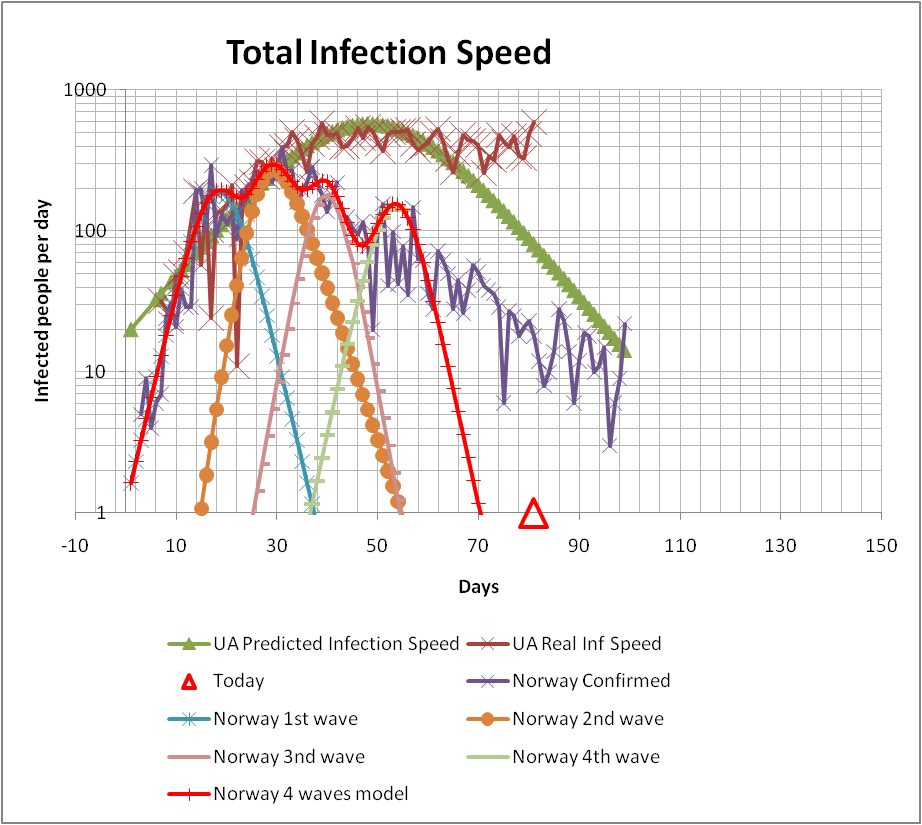 Total Infection Speed
1000
100
10
1
Infected people per day
-10 10 30 50 70 90 110 130 150
Days
UA Predicted Infection Speed UA Real Inf Speed
Today Norway Confirmed
Norway 1st wave Norway 2nd wave
Norway 3nd wave Norway 4th wave
Norway 4 waves model